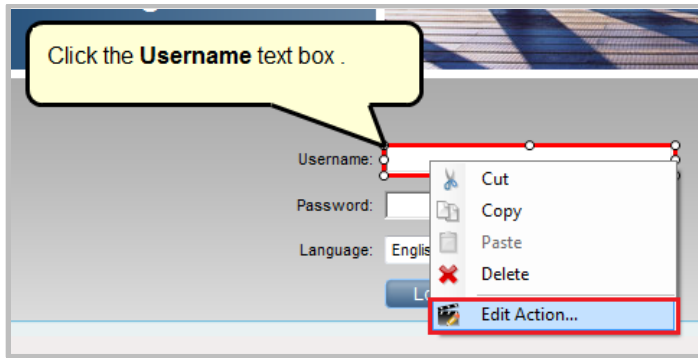 Click the Username text box .
Username:
Cut
Password:
Copy
Paste
Language:
Delete
Edit Action...